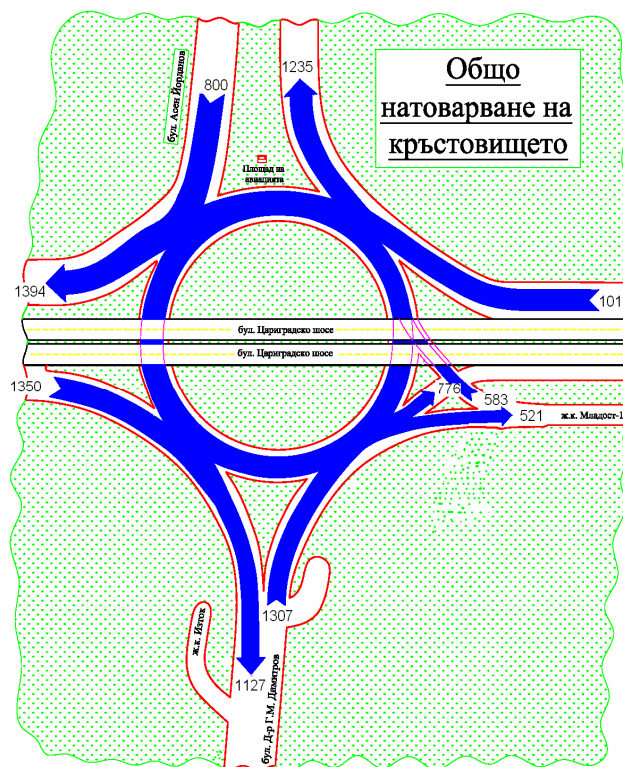 Общо
натоварване на
кръстовището
бул. Асен Йорданов
800
1235
Площад на
авиацията
1394
101
бул. Цариградско шосе
бул. Цариградско шосе
1350
776
583
521
ж.к. Младост-1
1307
ж.к. Изток
1127
бул. Д-р Г.М. Димитров